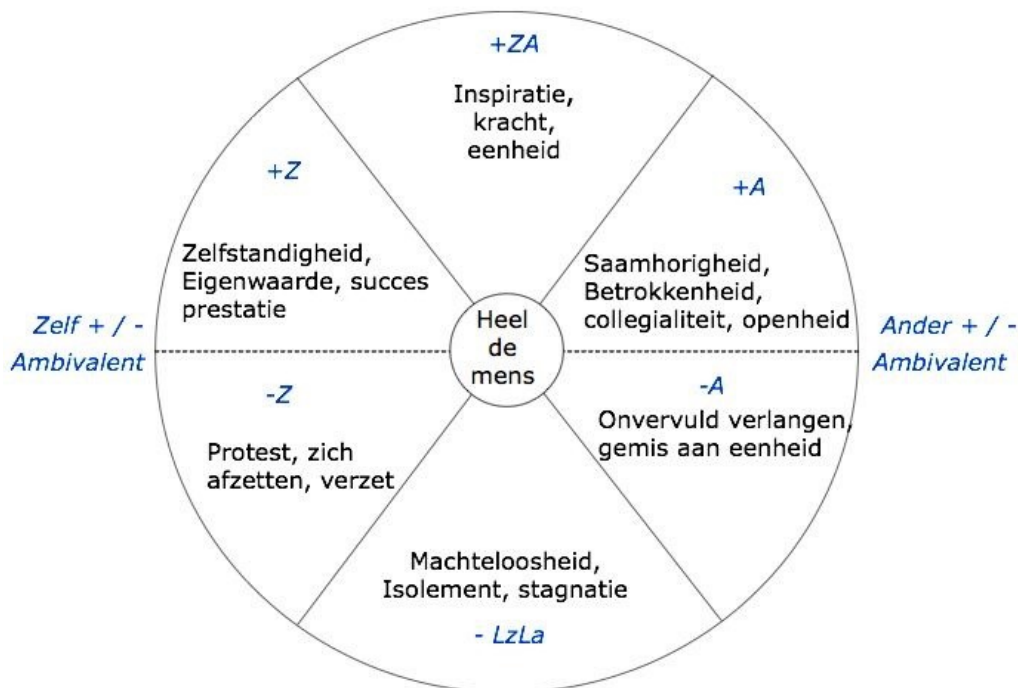 +ZA
Inspiratie,
kracht,
eenheid
+Z
Zelfstandigheid,
Eigenwaarde, succes
prestatie
+A
Saamhorigheid,
Betrokkenheid,
collegialiteit, openheid
Zelf + / -
Ambivalent
Heel
de
mens
Ander + / -
Ambivalent
-Z
Protest, zich
afzetten, verzet
-A
Onvervuld verlangen,
gemis aan eenheid
Machteloosheid,
Isolement, stagnatie
- LzLa